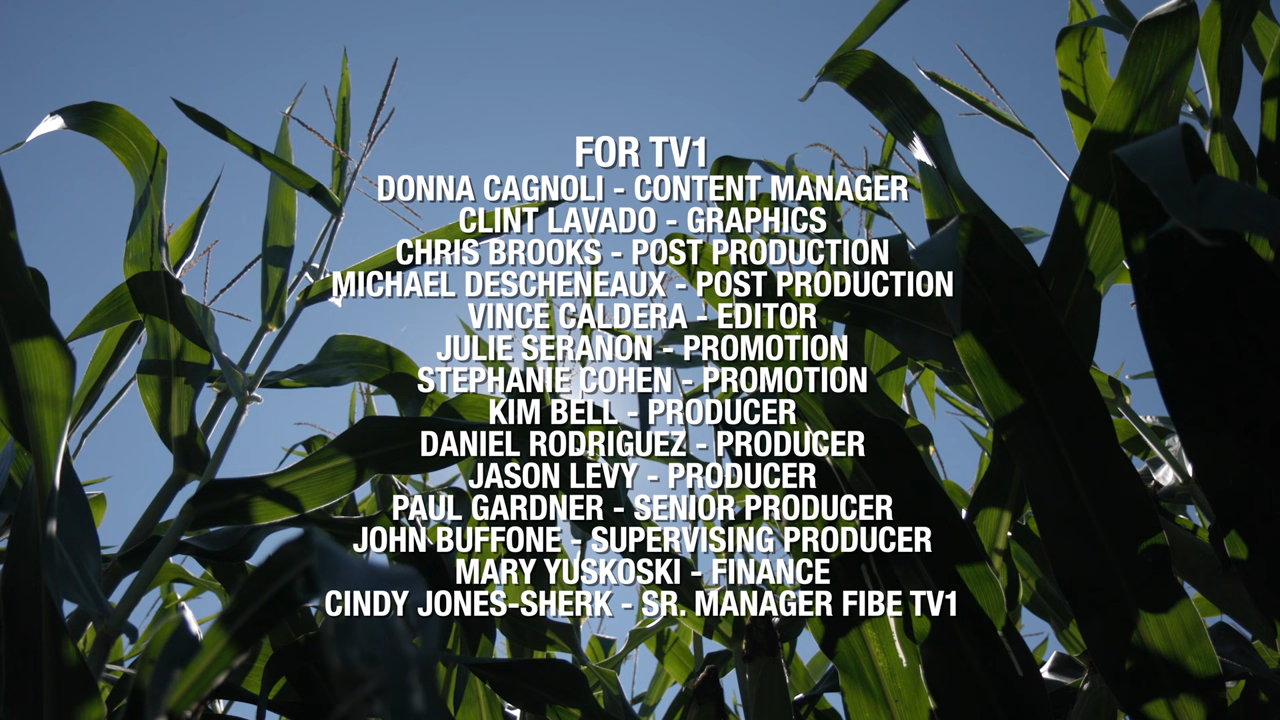 FOR TV1
DONNA CAGNOLI - CONTENT MANAGER
CLINT LAVADO - GRAPHICS
CHRIS BROOKS - POST PRODUCTION
MICHAEL DESCHENEAUX - POST PRODUCTION
VINCE CALDERA - EDITOR
JULIE SERANON - PROMOTION
STEPHANIE COHEN - PROMOTION
KIM BELL - PRODUCER
DANIEL RODRIGUEZ - PRODUCER
JASON LEVY - PRODUCER
PAUL GARDNER - SENIOR PRODUCER
JOHN BUFFONE - SUPERVISING PRODUCER
MARY YUSKOSKI - FINANCE
CINDY JONES-SHERK - SR. MANAGER FIBE TV1